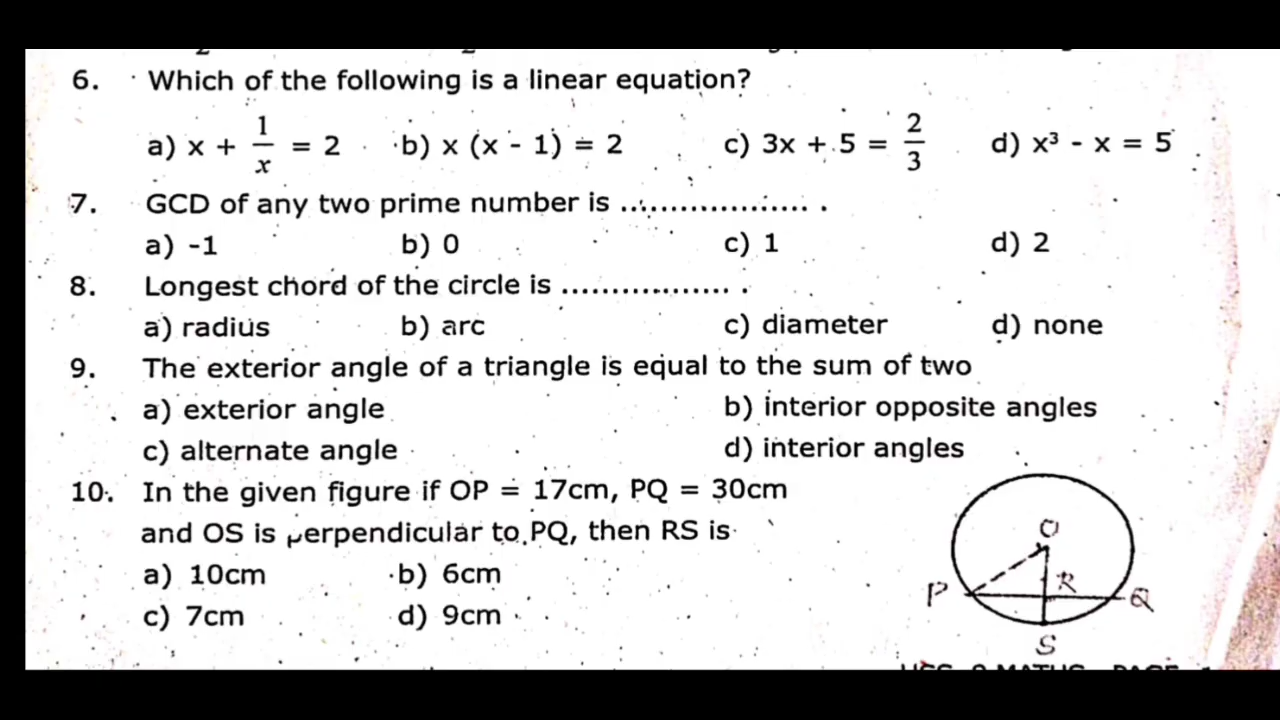 6. Which of the following is a linear equation?
a) x + 1/x = 2 b) x (x - 1) = 2 c) 3x + 5 = 2/3 d) x³ - x = 5
7. GCD of any two prime number is ................... .
a) -1 b) 0 c) 1 d) 2
8. Longest chord of the circle is ................. .
a) radius b) arc c) diameter d) none
9. The exterior angle of a triangle is equal to the sum of two
a) exterior angle b) interior opposite angles
c) alternate angle d) interior angles
10. In the given figure if OP = 17cm, PQ = 30cm
and OS is perpendicular to PQ, then RS is
a) 10cm b) 6cm
c) 7cm d) 9cm
O
P R Q
S